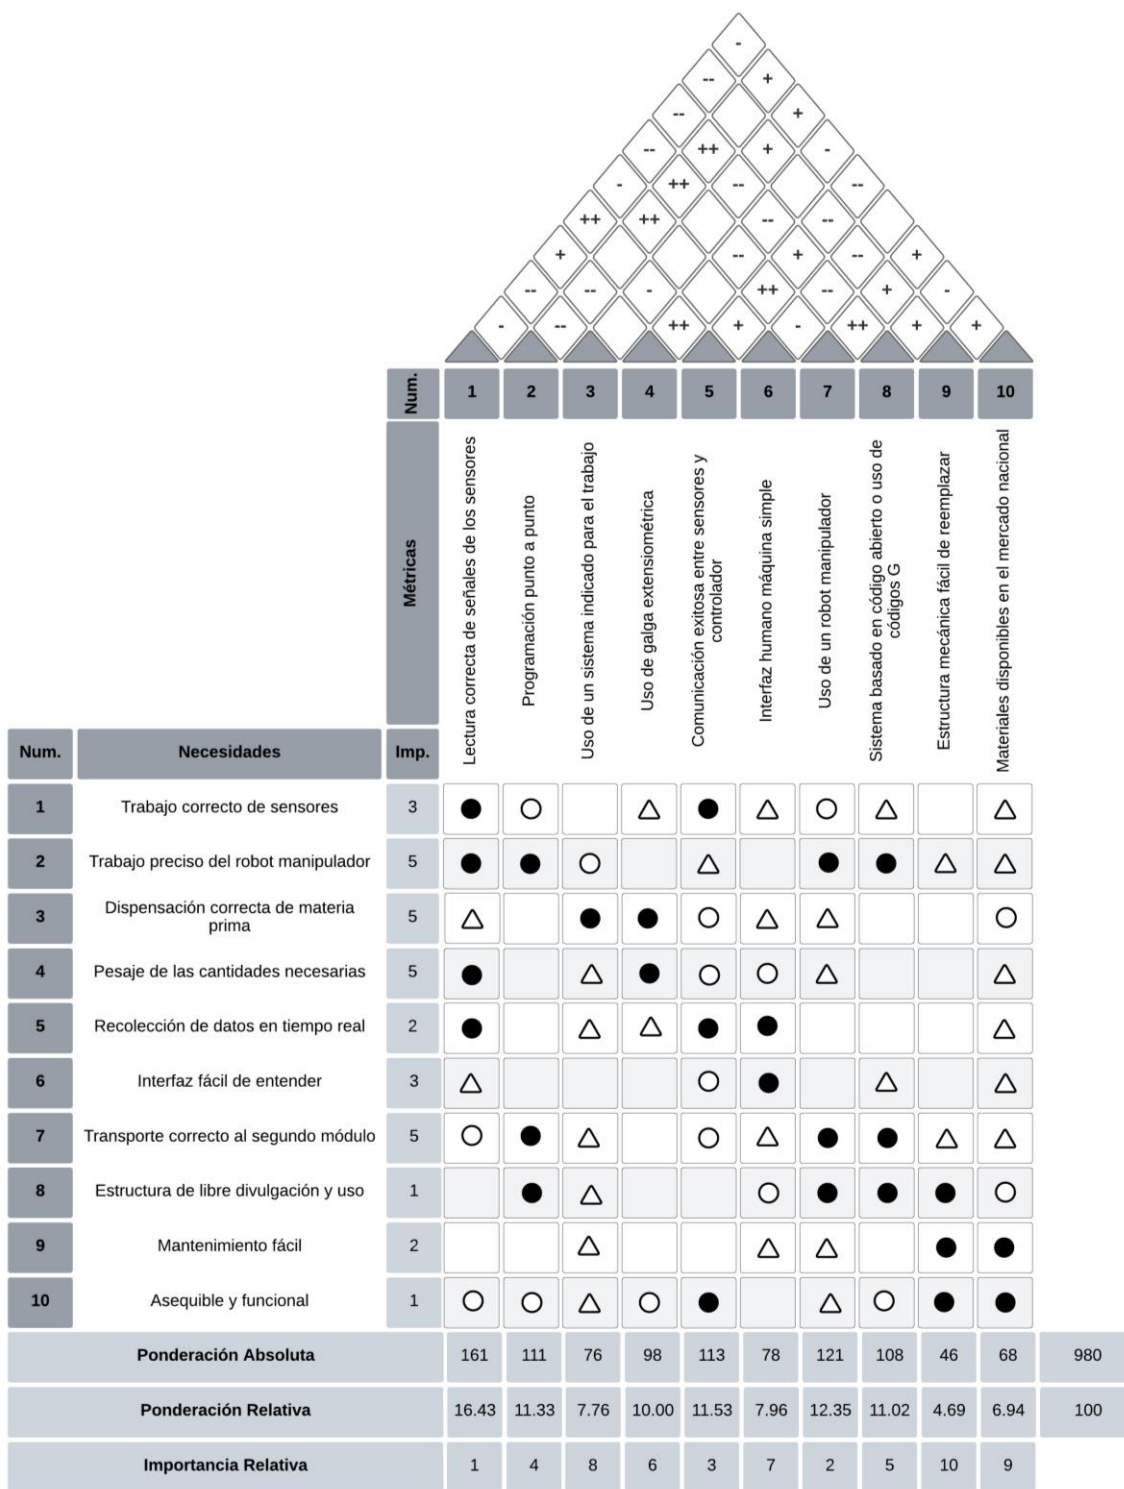 -
-- +
-- +
-- ++ + -
- ++ -- --
++ ++ -- --
+ -- + -- +
-- -- - ++ -- + -
- -- ++ + - ++ + +
Num. 1 2 3 4 5 6 7 8 9 10
Métricas
Lectura correcta de señales de los sensores
Programación punto a punto
Uso de un sistema indicado para el trabajo
Uso de galga extensiométrica
Comunicación exitosa entre sensores y
controlador
Interfaz humano máquina simple
Uso de un robot manipulador
Sistema basado en código abierto o uso de
códigos G
Estructura mecánica fácil de reemplazar
Materiales disponibles en el mercado nacional
Num. Necesidades Imp.
1 Trabajo correcto de sensores 3 ● ○ △ ● △ ○ △ △
2 Trabajo preciso del robot manipulador 5 ● ● ○ △ ● ● △ △
3 Dispensación correcta de materia
prima 5 △ ● ● ○ △ △ ○
4 Pesaje de las cantidades necesarias 5 ● △ ● ○ ○ △ △
5 Recolección de datos en tiempo real 2 ● △ △ ● ● △
6 Interfaz fácil de entender 3 △ ○ ● △ △
7 Transporte correcto al segundo módulo 5 ○ ● △ ○ △ ● ● △ △
8 Estructura de libre divulgación y uso 1 ● △ ○ ● ● ● ○
9 Mantenimiento fácil 2 △ △ △ ● ●
10 Asequible y funcional 1 ○ ○ △ ○ ● △ ○ ● ●
Ponderación Absoluta 161 111 76 98 113 78 121 108 46 68 980
Ponderación Relativa 16.43 11.33 7.76 10.00 11.53 7.96 12.35 11.02 4.69 6.94 100
Importancia Relativa 1 4 8 6 3 7 2 5 10 9